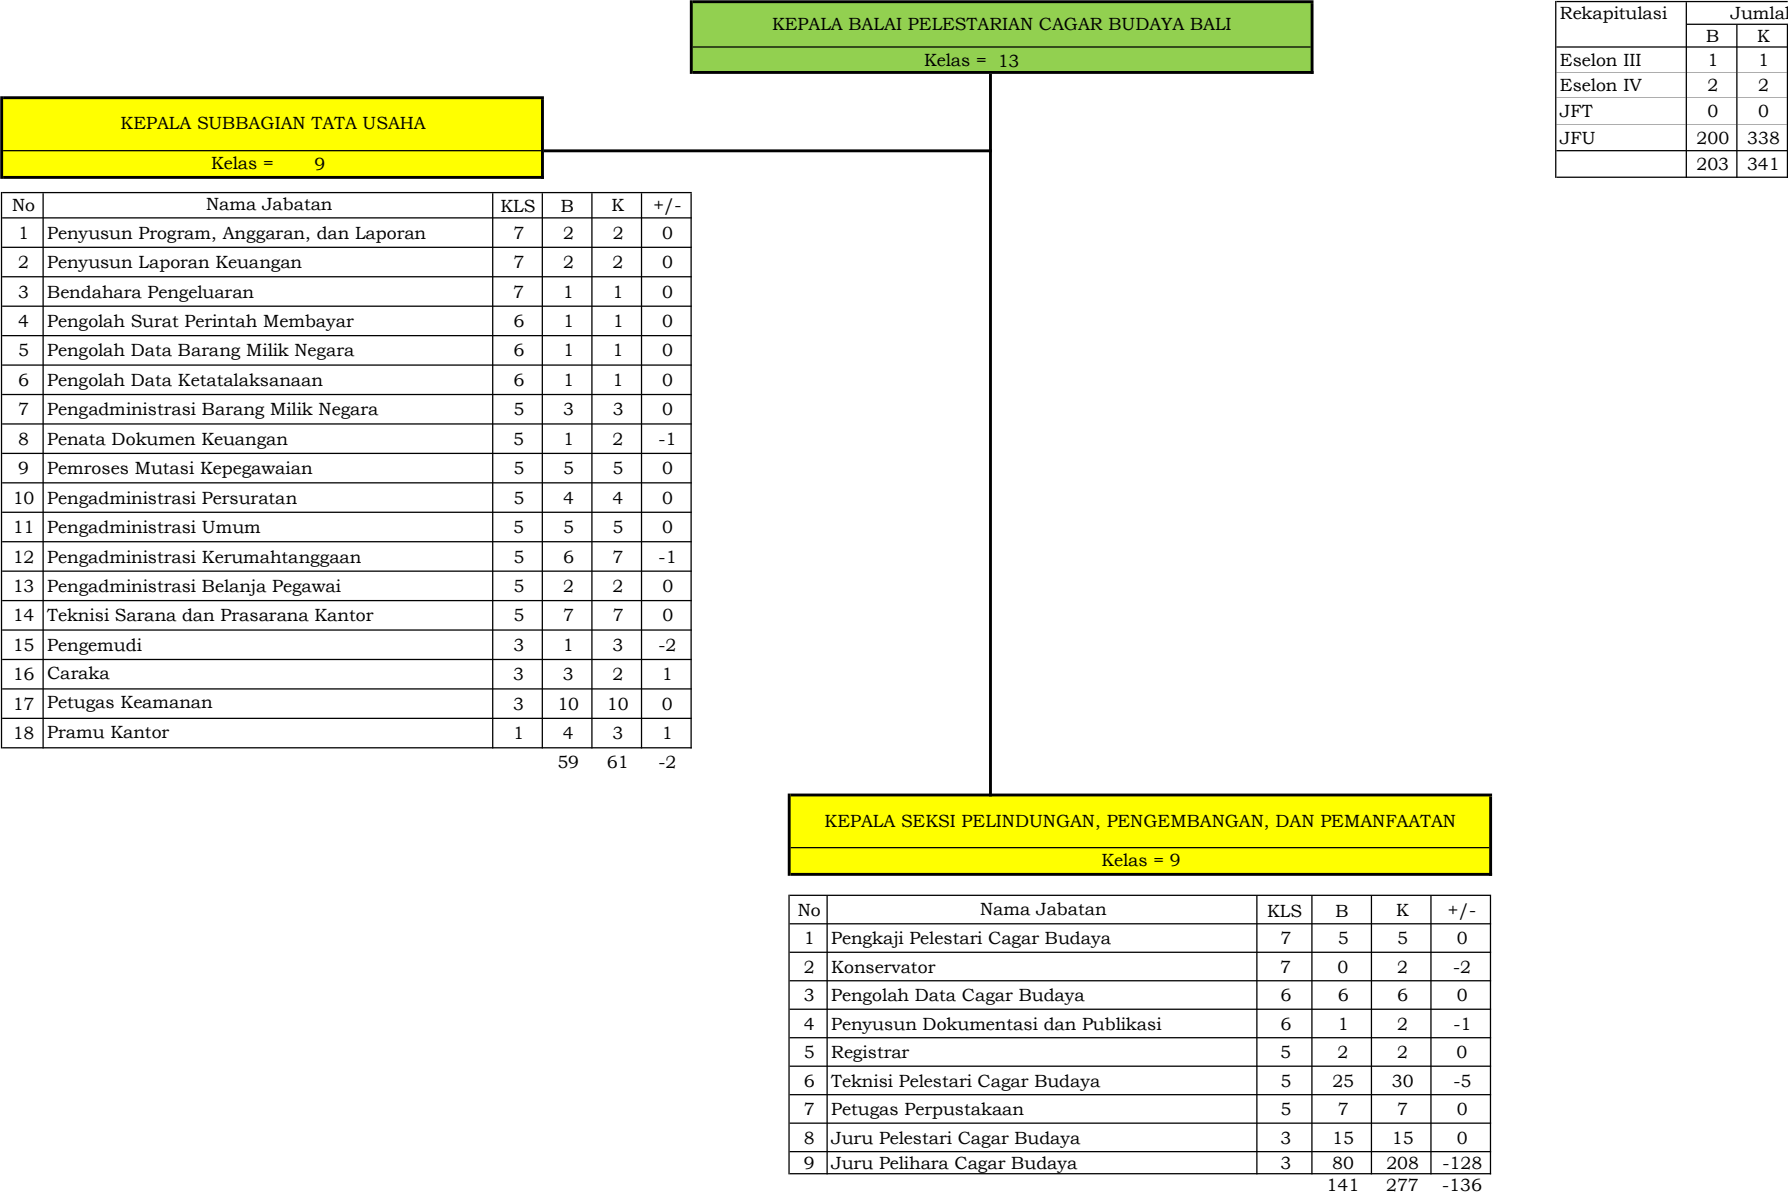 KEPALA BALAI PELESTARIAN CAGAR BUDAYA BALI
Kelas = 13
Rekapitulasi Jumlah
B K
Eselon III 1 1
Eselon IV 2 2
JFT 0 0
JFU 200 338
203 341
KEPALA SUBBAGIAN TATA USAHA
Kelas = 9
No Nama Jabatan KLS B K +/-
1 Penyusun Program, Anggaran, dan Laporan 7 2 2 0
2 Penyusun Laporan Keuangan 7 2 2 0
3 Bendahara Pengeluaran 7 1 1 0
4 Pengolah Surat Perintah Membayar 6 1 1 0
5 Pengolah Data Barang Milik Negara 6 1 1 0
6 Pengolah Data Ketatalaksanaan 6 1 1 0
7 Pengadministrasi Barang Milik Negara 5 3 3 0
8 Penata Dokumen Keuangan 5 1 2 -1
9 Pemroses Mutasi Kepegawaian 5 5 5 0
10 Pengadministrasi Persuratan 5 4 4 0
11 Pengadministrasi Umum 5 5 5 0
12 Pengadministrasi Kerumahtanggaan 5 6 7 -1
13 Pengadministrasi Belanja Pegawai 5 2 2 0
14 Teknisi Sarana dan Prasarana Kantor 5 7 7 0
15 Pengemudi 3 1 3 -2
16 Caraka 3 3 2 1
17 Petugas Keamanan 3 10 10 0
18 Pramu Kantor 1 4 3 1
59 61 -2
KEPALA SEKSI PELINDUNGAN, PENGEMBANGAN, DAN PEMANFAATAN
Kelas = 9
No Nama Jabatan KLS B K +/-
1 Pengkaji Pelestari Cagar Budaya 7 5 5 0
2 Konservator 7 0 2 -2
3 Pengolah Data Cagar Budaya 6 6 6 0
4 Penyusun Dokumentasi dan Publikasi 6 1 2 -1
5 Registrar 5 2 2 0
6 Teknisi Pelestari Cagar Budaya 5 25 30 -5
7 Petugas Perpustakaan 5 7 7 0
8 Juru Pelestari Cagar Budaya 3 15 15 0
9 Juru Pelihara Cagar Budaya 3 80 208 -128
141 277 -136